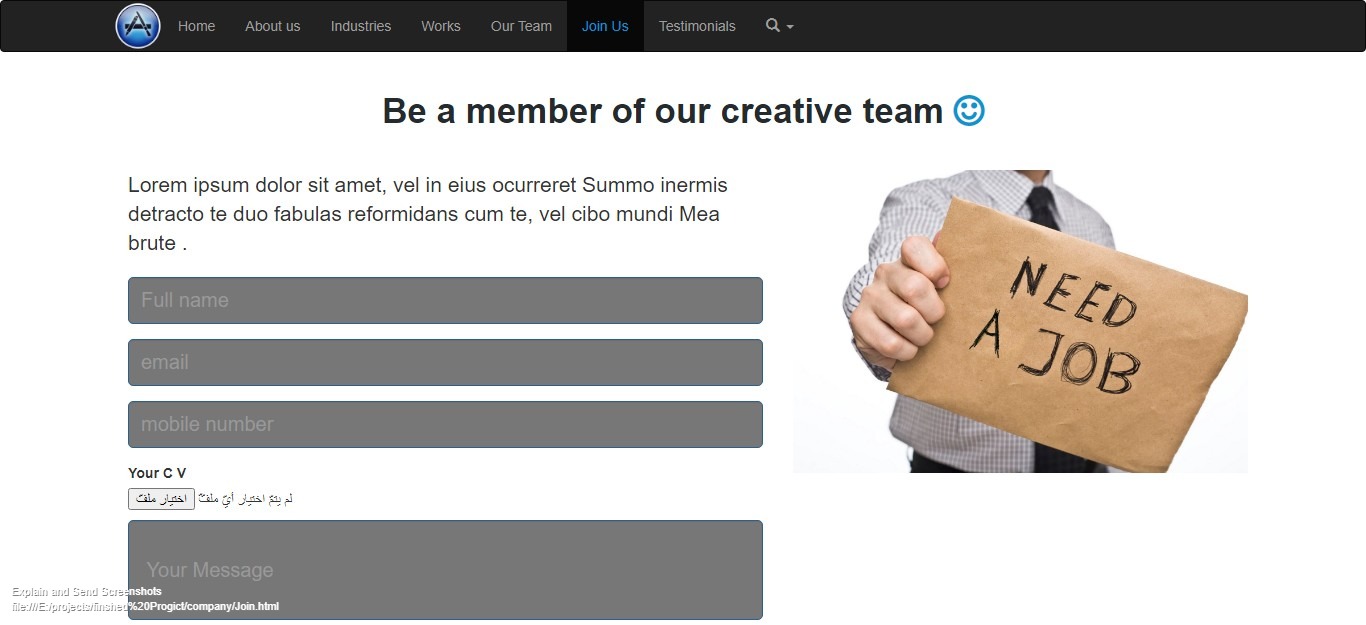 Home About us Industries Works Our Team Join Us Testimonials
Be a member of our creative team
Lorem ipsum dolor sit amet, vel in eius ocurreret Summo inermis
detracto te duo fabulas reformidans cum te, vel cibo mundi Mea
brute .
NEED
A JOB
Full name
email
mobile number
Your C V
اختيار ملفّ لم يتمّ اختيار أيّ ملفّ
Your Message
Explain and Send Screenshots
file:///E:/projects/finshed%20Progict/company/Join.html